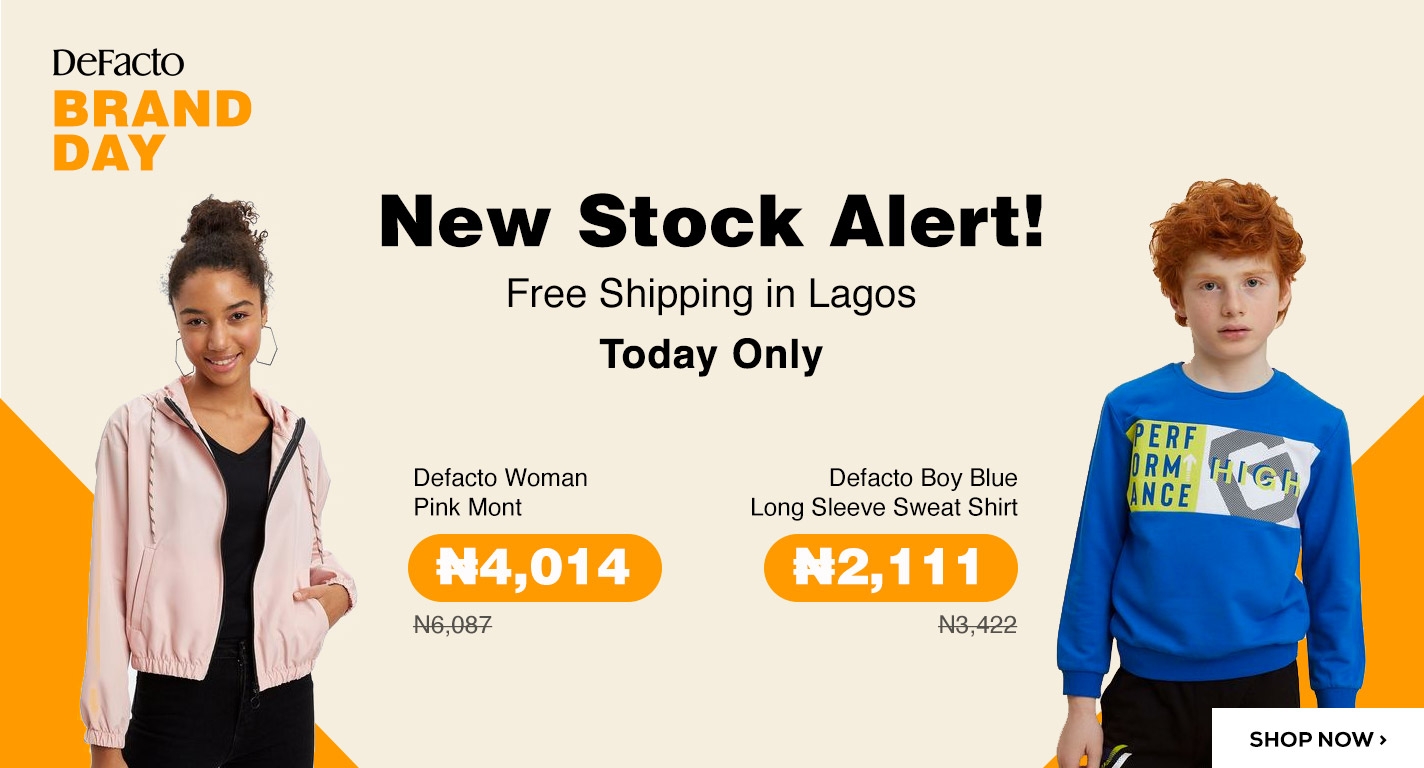 DeFacto
BRAND
DAY
New Stock Alert!
Free Shipping in Lagos
Today Only
Defacto Woman
Pink Mont
₦4,014
N6,087
Defacto Boy Blue
Long Sleeve Sweat Shirt
₦2,111
N3,422
PERF
ORM
ANCE
HIGH
SHOP NOW ›